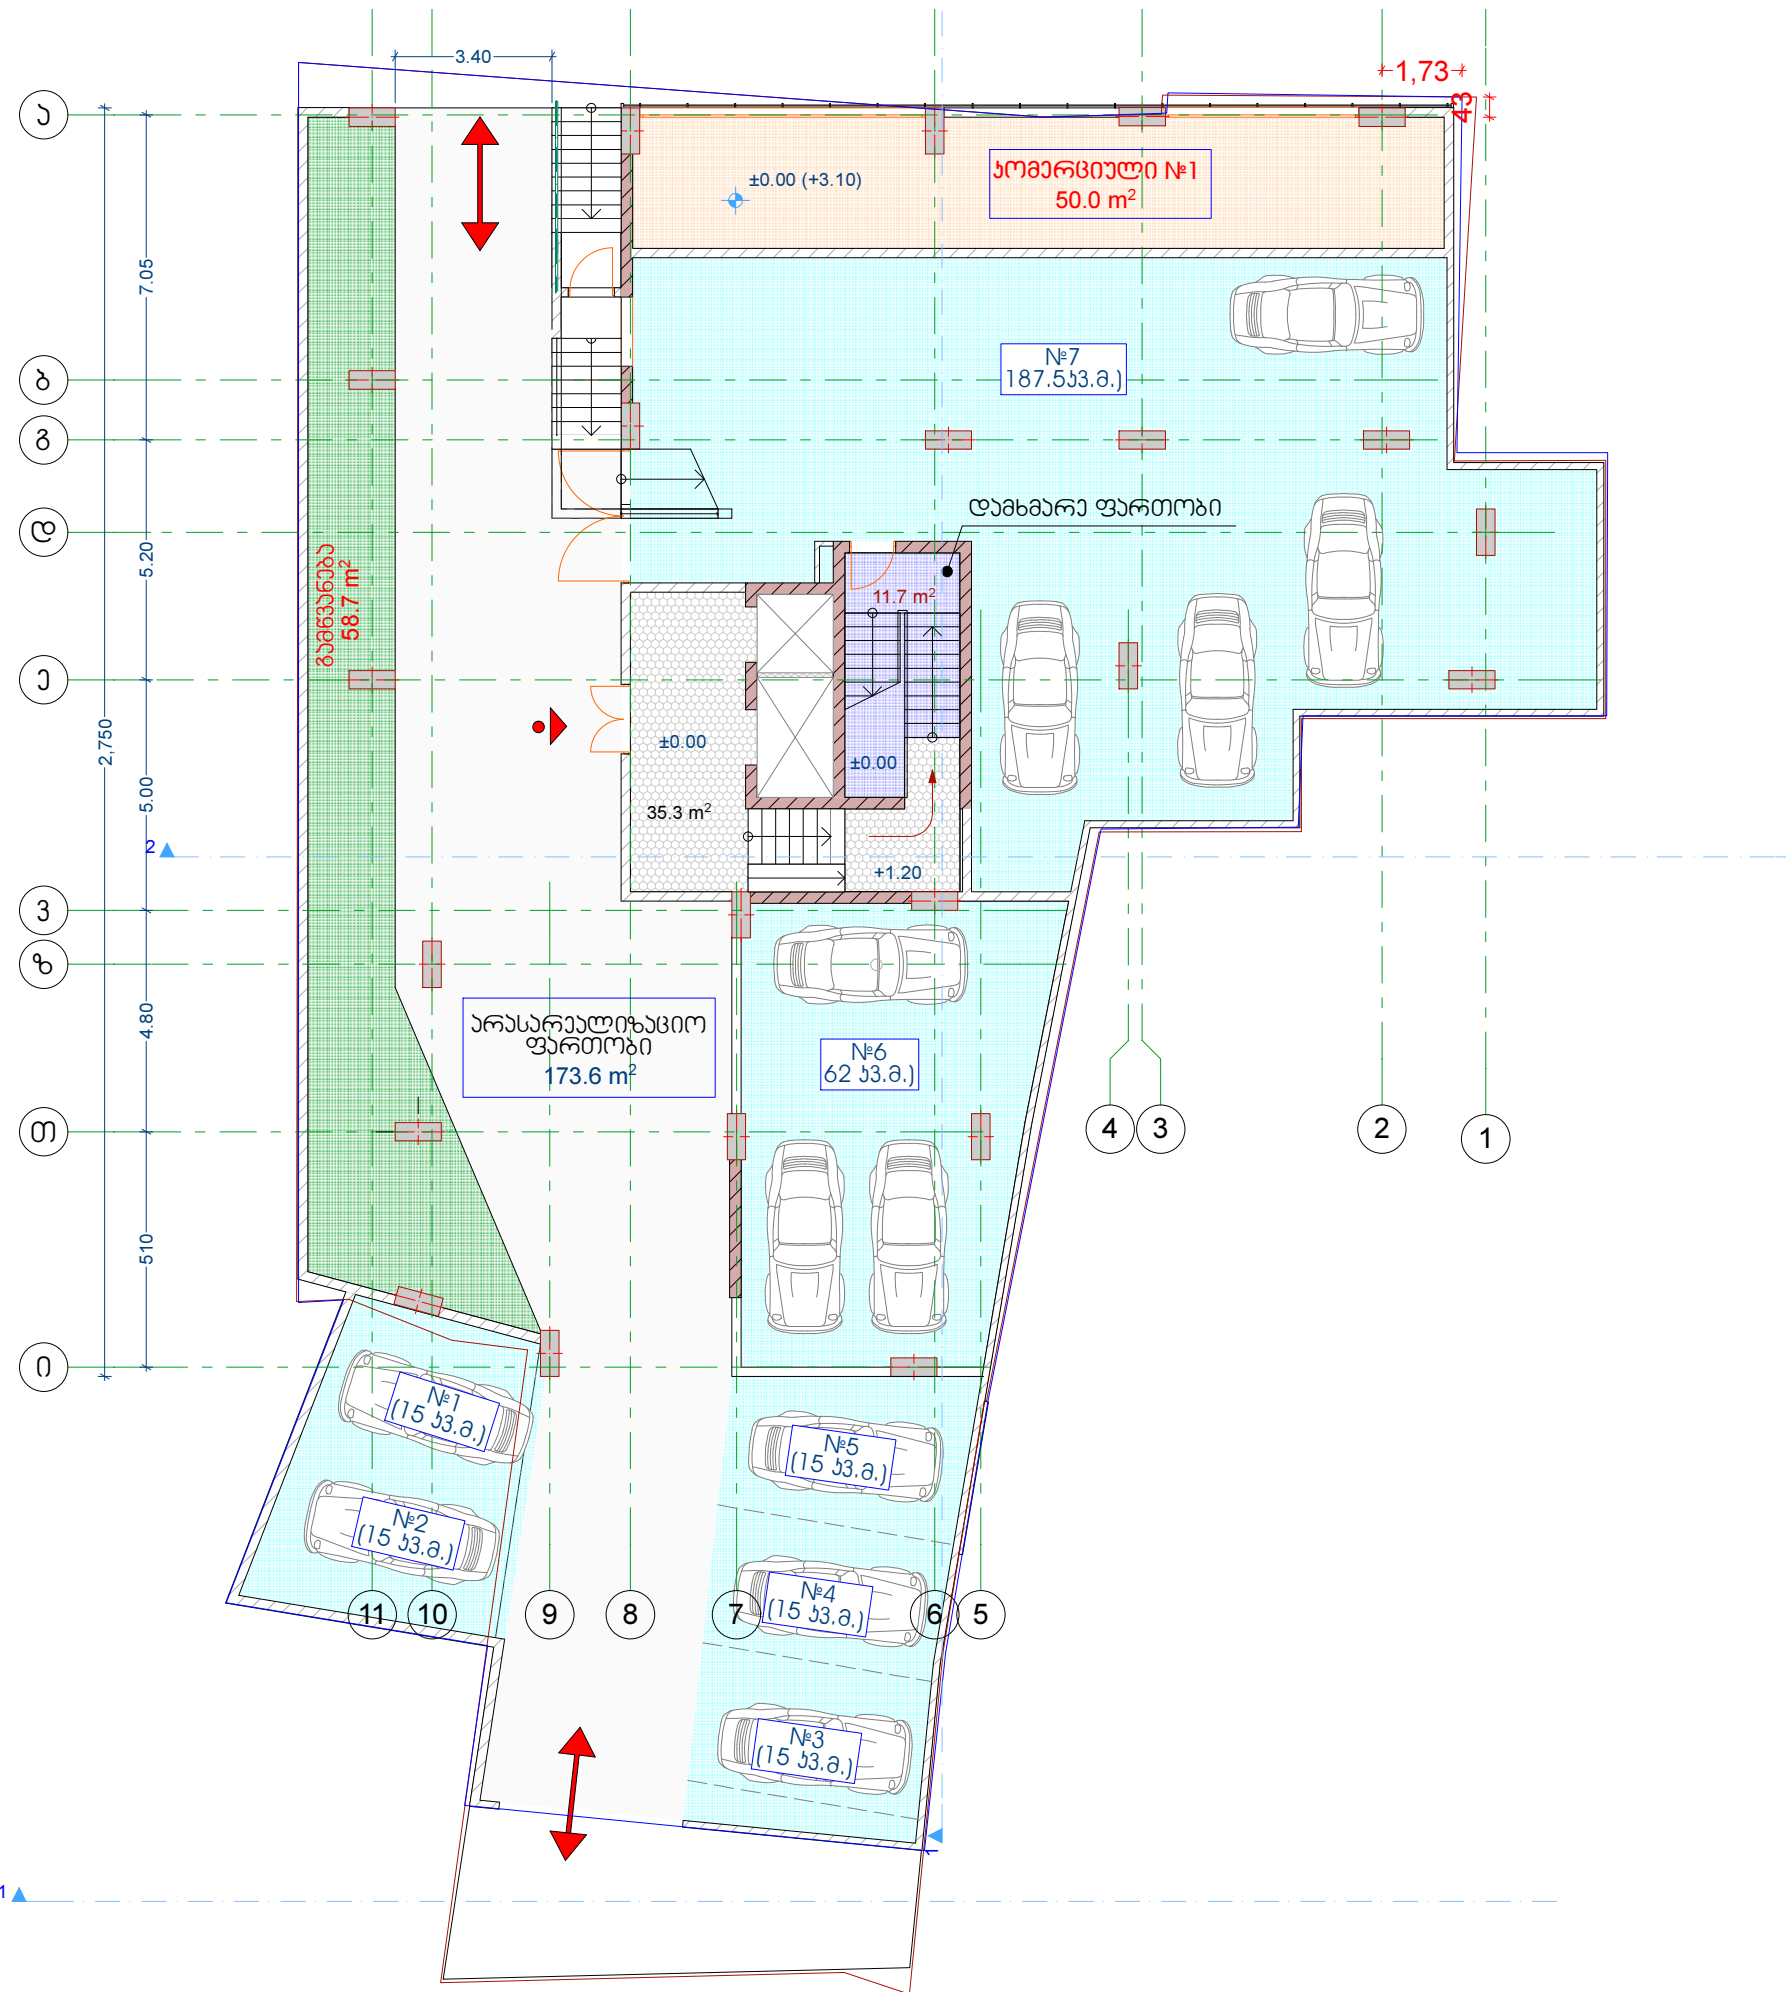 3.40
1,73
43
ა
კომერციული №1
50.0 m²
±0.00 (+3.10)
7.05
№7
187.5კვ.მ.)
ბ
გ
დამხმარე ფართობი
დ
5.20
გამწვანება
58.7 m²
11.7 m²
ე
2,750
±0.00
±0.00
5.00
35.3 m²
2
+1.20
ვ
ზ
4.80
არასარეალიზაციო
ფართობი
173.6 m²
№6
62 კვ.მ.)
თ
4
3
2
1
510
ი
№1
(15 კვ.მ.)
№5
(15 კვ.მ.)
№2
(15 კვ.მ.)
№4
(15 კვ.მ.)
11
10
9
8
7
6
5
№3
(15 კვ.მ.)
1
1